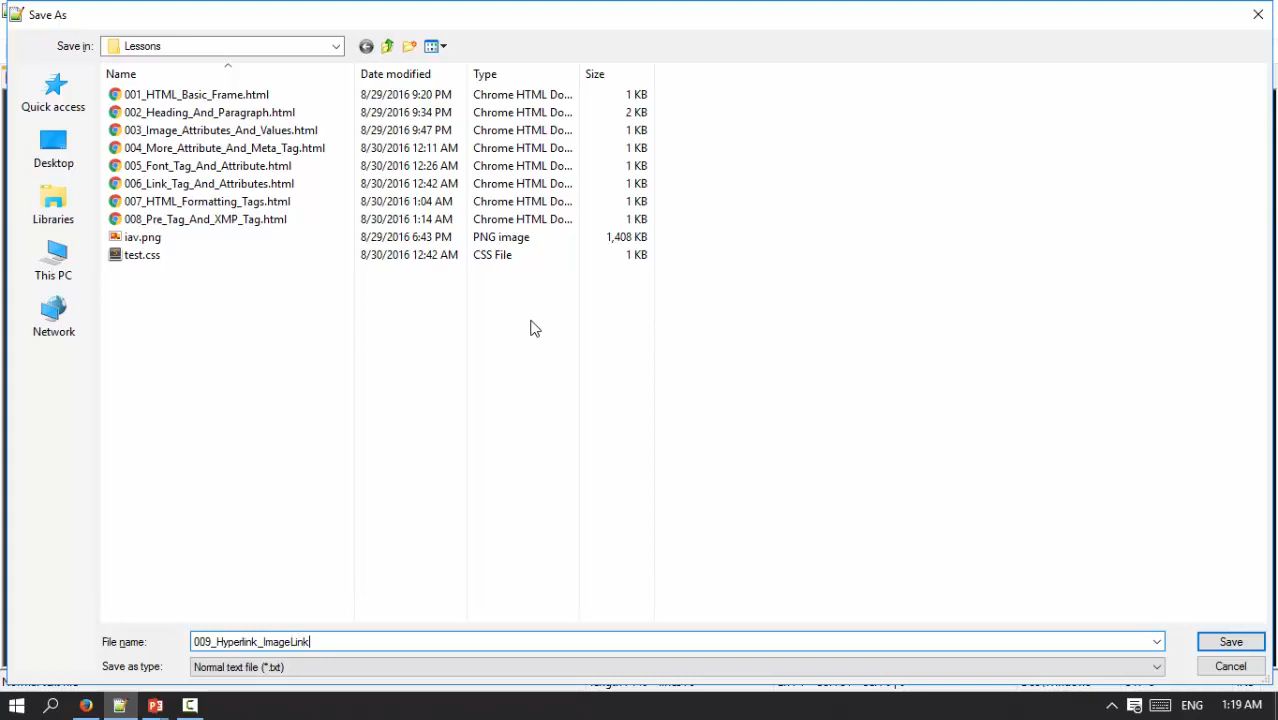 Save As
Save in: Lessons
Name Date modified Type Size
001_HTML_Basic_Frame.html 8/29/2016 9:20 PM Chrome HTML Do... 1 KB
002_Heading_And_Paragraph.html 8/29/2016 9:34 PM Chrome HTML Do... 2 KB
003_Image_Attributes_And_Values.html 8/29/2016 9:47 PM Chrome HTML Do... 1 KB
004_More_Attribute_And_Meta_Tag.html 8/30/2016 12:11 AM Chrome HTML Do... 1 KB
005_Font_Tag_And_Attribute.html 8/30/2016 12:26 AM Chrome HTML Do... 1 KB
006_Link_Tag_And_Attributes.html 8/30/2016 12:42 AM Chrome HTML Do... 1 KB
007_HTML_Formatting_Tags.html 8/30/2016 1:04 AM Chrome HTML Do... 1 KB
008_Pre_Tag_And_XMP_Tag.html 8/30/2016 1:14 AM Chrome HTML Do... 1 KB
iav.png 8/29/2016 6:43 PM PNG image 1,408 KB
test.css 8/30/2016 12:42 AM CSS File 1 KB
Quick access
Desktop
Libraries
This PC
Network
File name: 009_Hyperlink_ImageLink Save
Save as type: Normal text file (*.txt) Cancel
ENG 1:19 AM